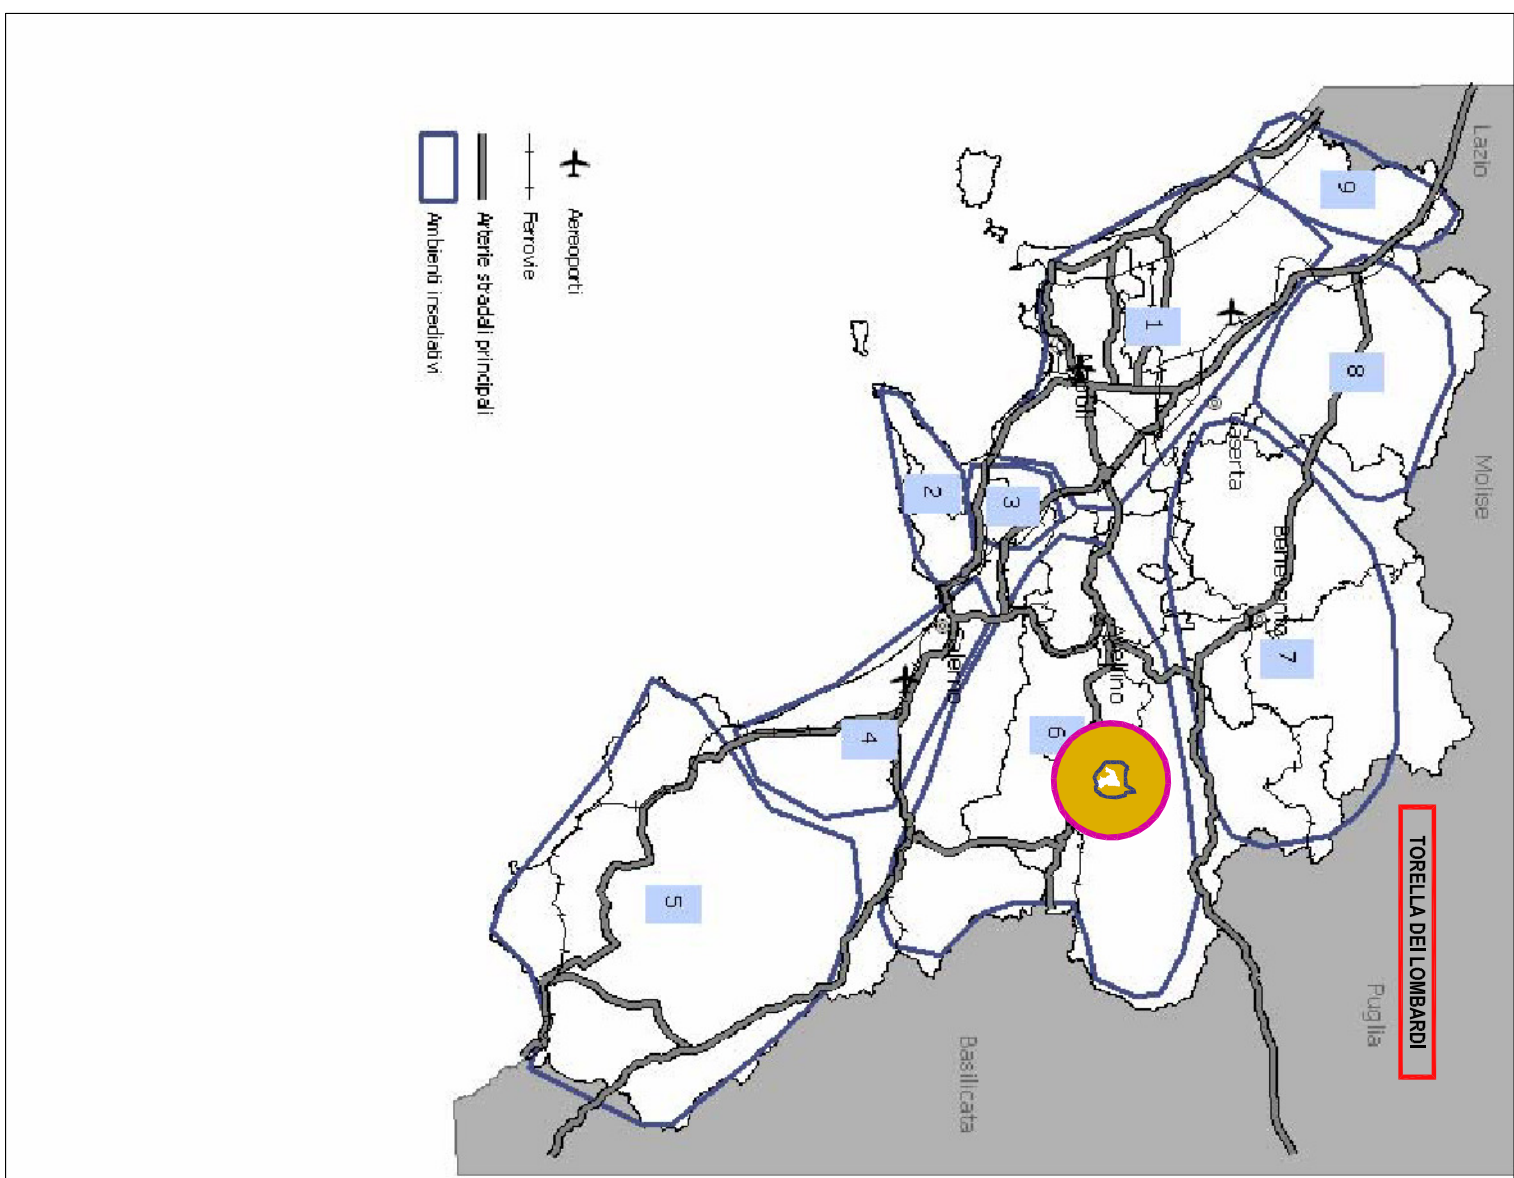 Lazio
Molise
Puglia
Basilicata
TORELLA DEI LOMBARDI
9
8
1
Caserta
Napoli
2
3
Benevento
7
Avellino
Salerno
6
4
5
Aereoporti
Ferrovie
Arterie stradali principali
Ambienti insediativi